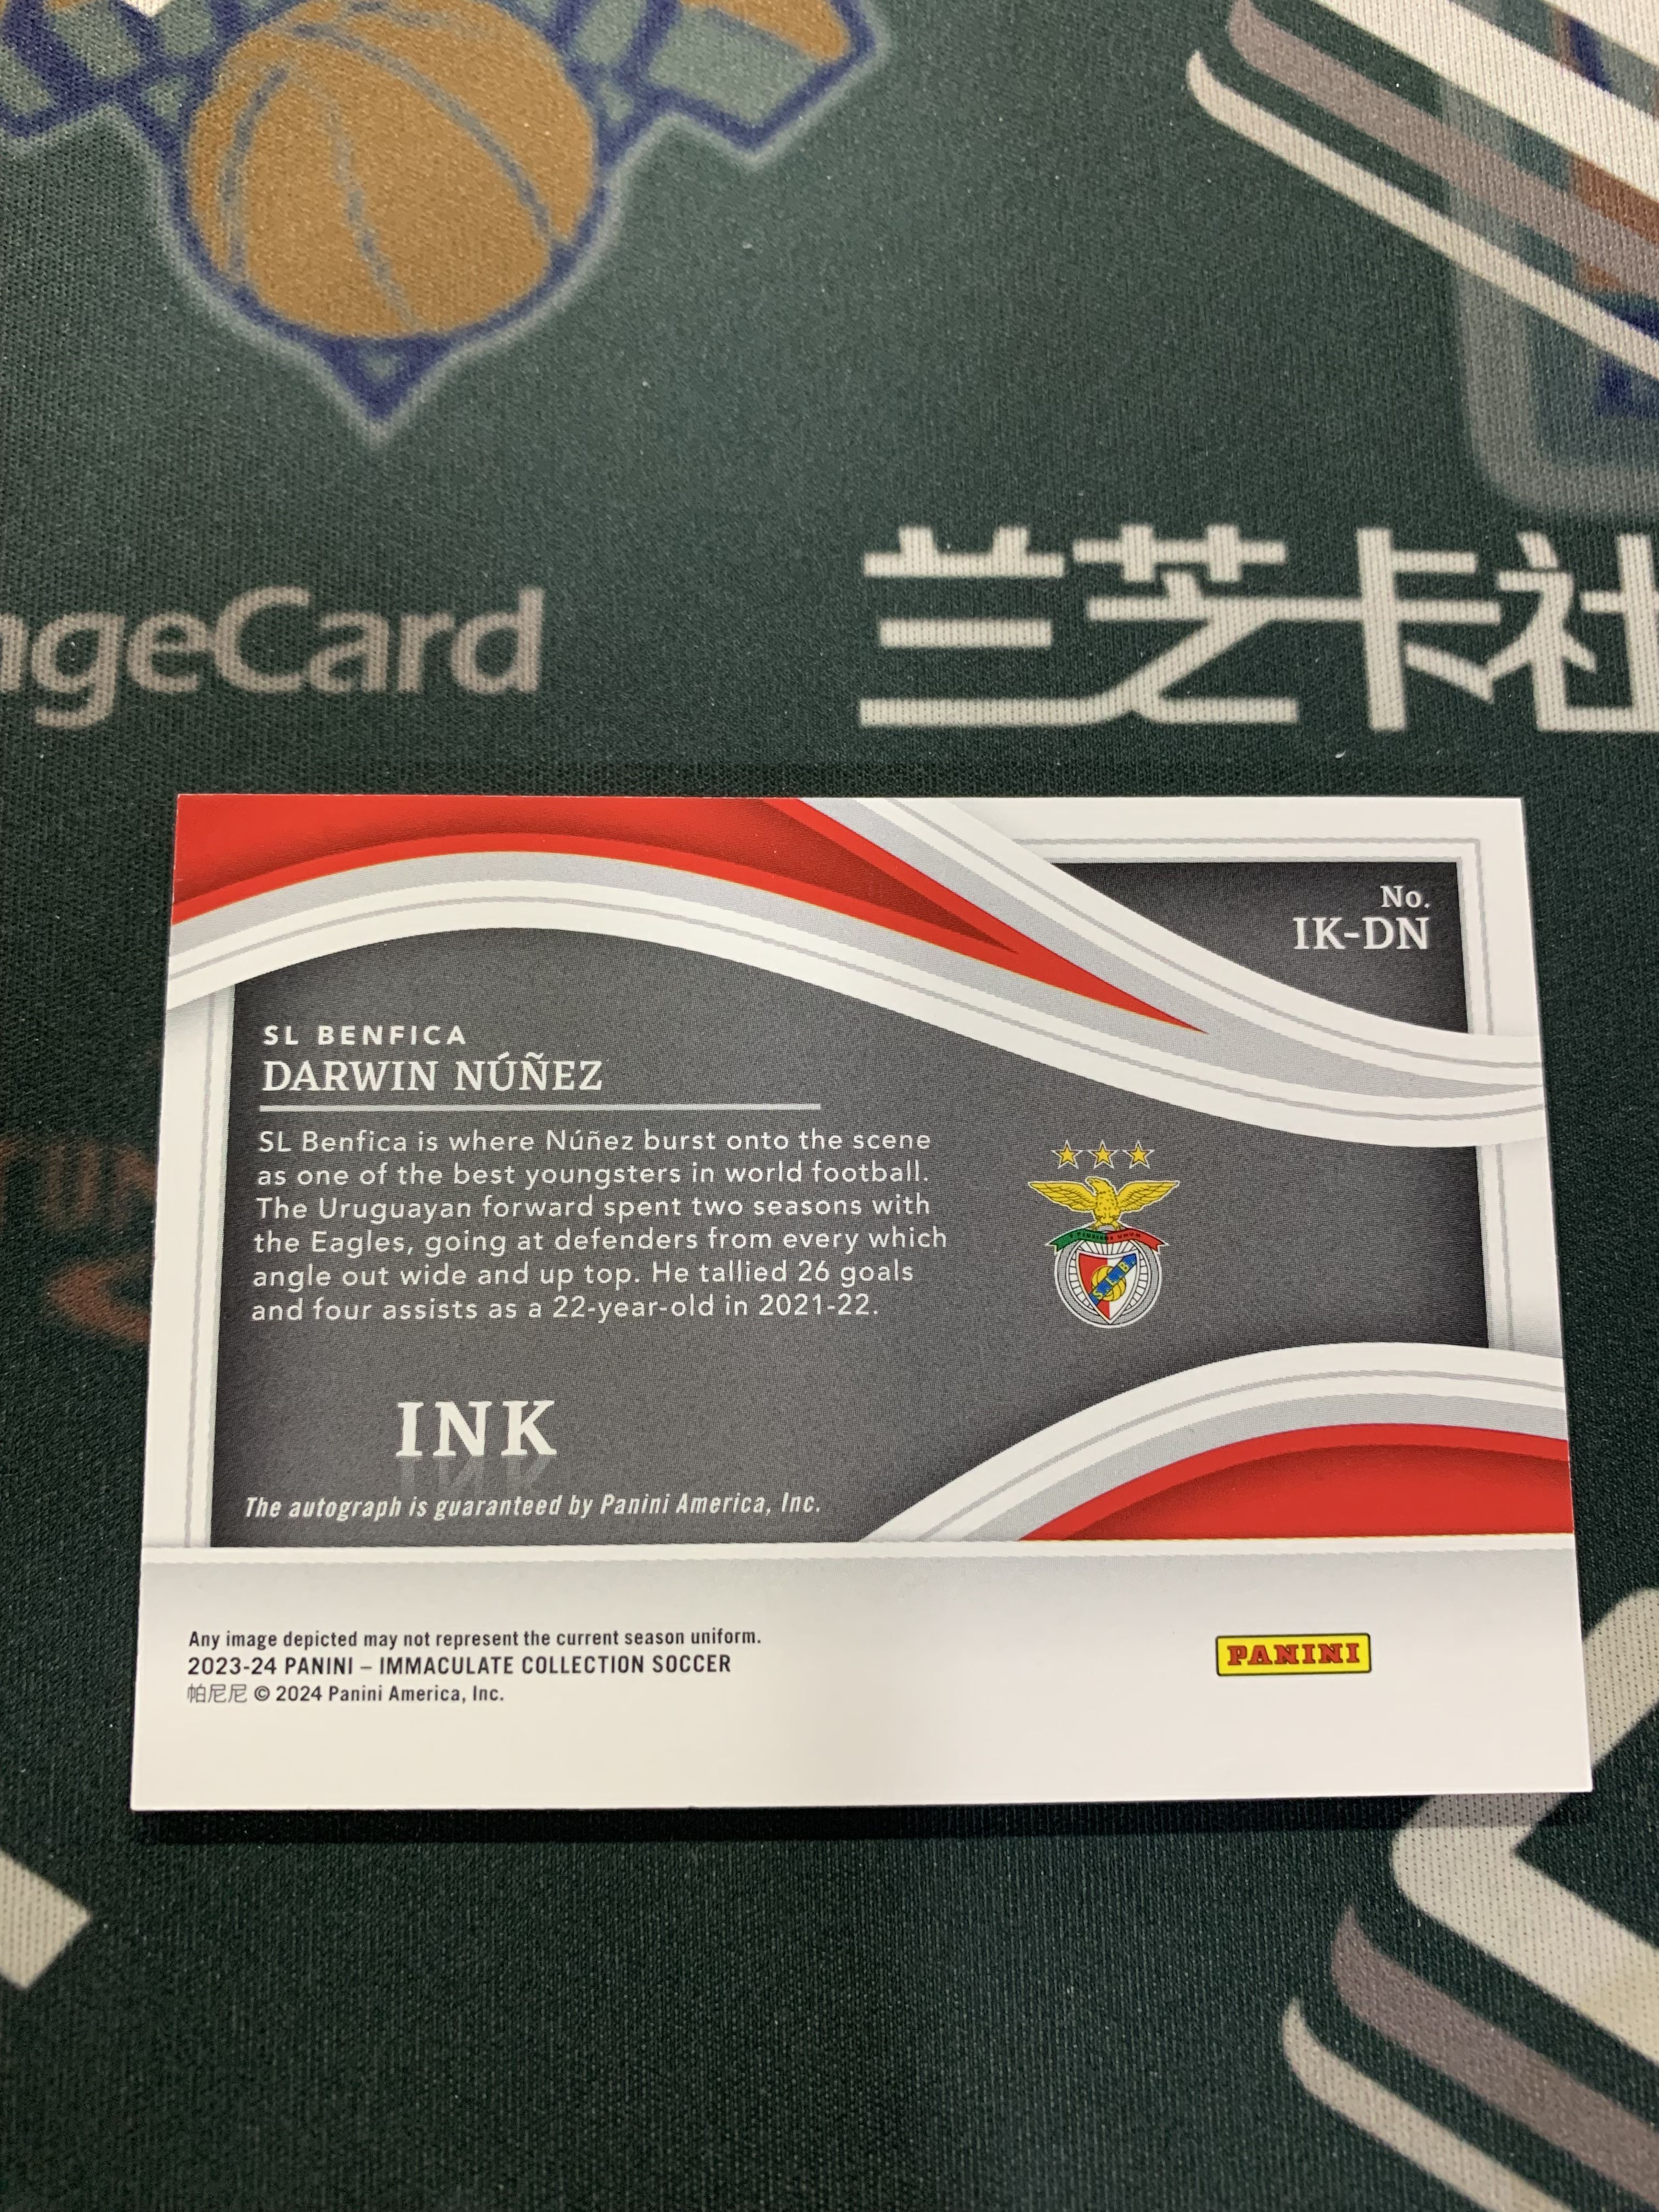 ngeCard
兰芝卡社
No.
IK-DN
SL BENFICA
DARWIN NÚÑEZ
SL Benfica is where Núñez burst onto the scene
as one of the best youngsters in world football.
The Uruguayan forward spent two seasons with
the Eagles, going at defenders from every which
angle out wide and up top. He tallied 26 goals
and four assists as a 22-year-old in 2021-22.
INK
The autograph is guaranteed by Panini America, Inc.
Any image depicted may not represent the current season uniform.
2023-24 PANINI – IMMACULATE COLLECTION SOCCER
帕尼尼 © 2024 Panini America, Inc.
PANINI